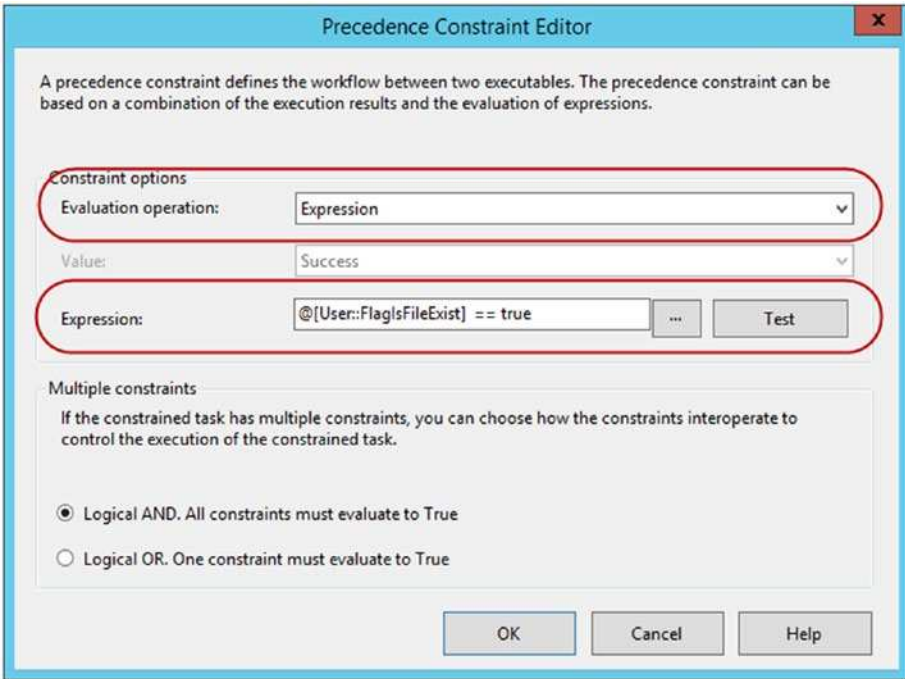 Precedence Constraint Editor
x
A precedence constraint defines the workflow between two executables. The precedence constraint can be
based on a combination of the execution results and the evaluation of expressions.
Constraint options
Evaluation operation: Expression
Value: Success
Expression: @[User::FlagIsFileExist] == true ... Test
Multiple constraints
If the constrained task has multiple constraints, you can choose how the constraints interoperate to
control the execution of the constrained task.
Logical AND. All constraints must evaluate to True
Logical OR. One constraint must evaluate to True
OK Cancel Help